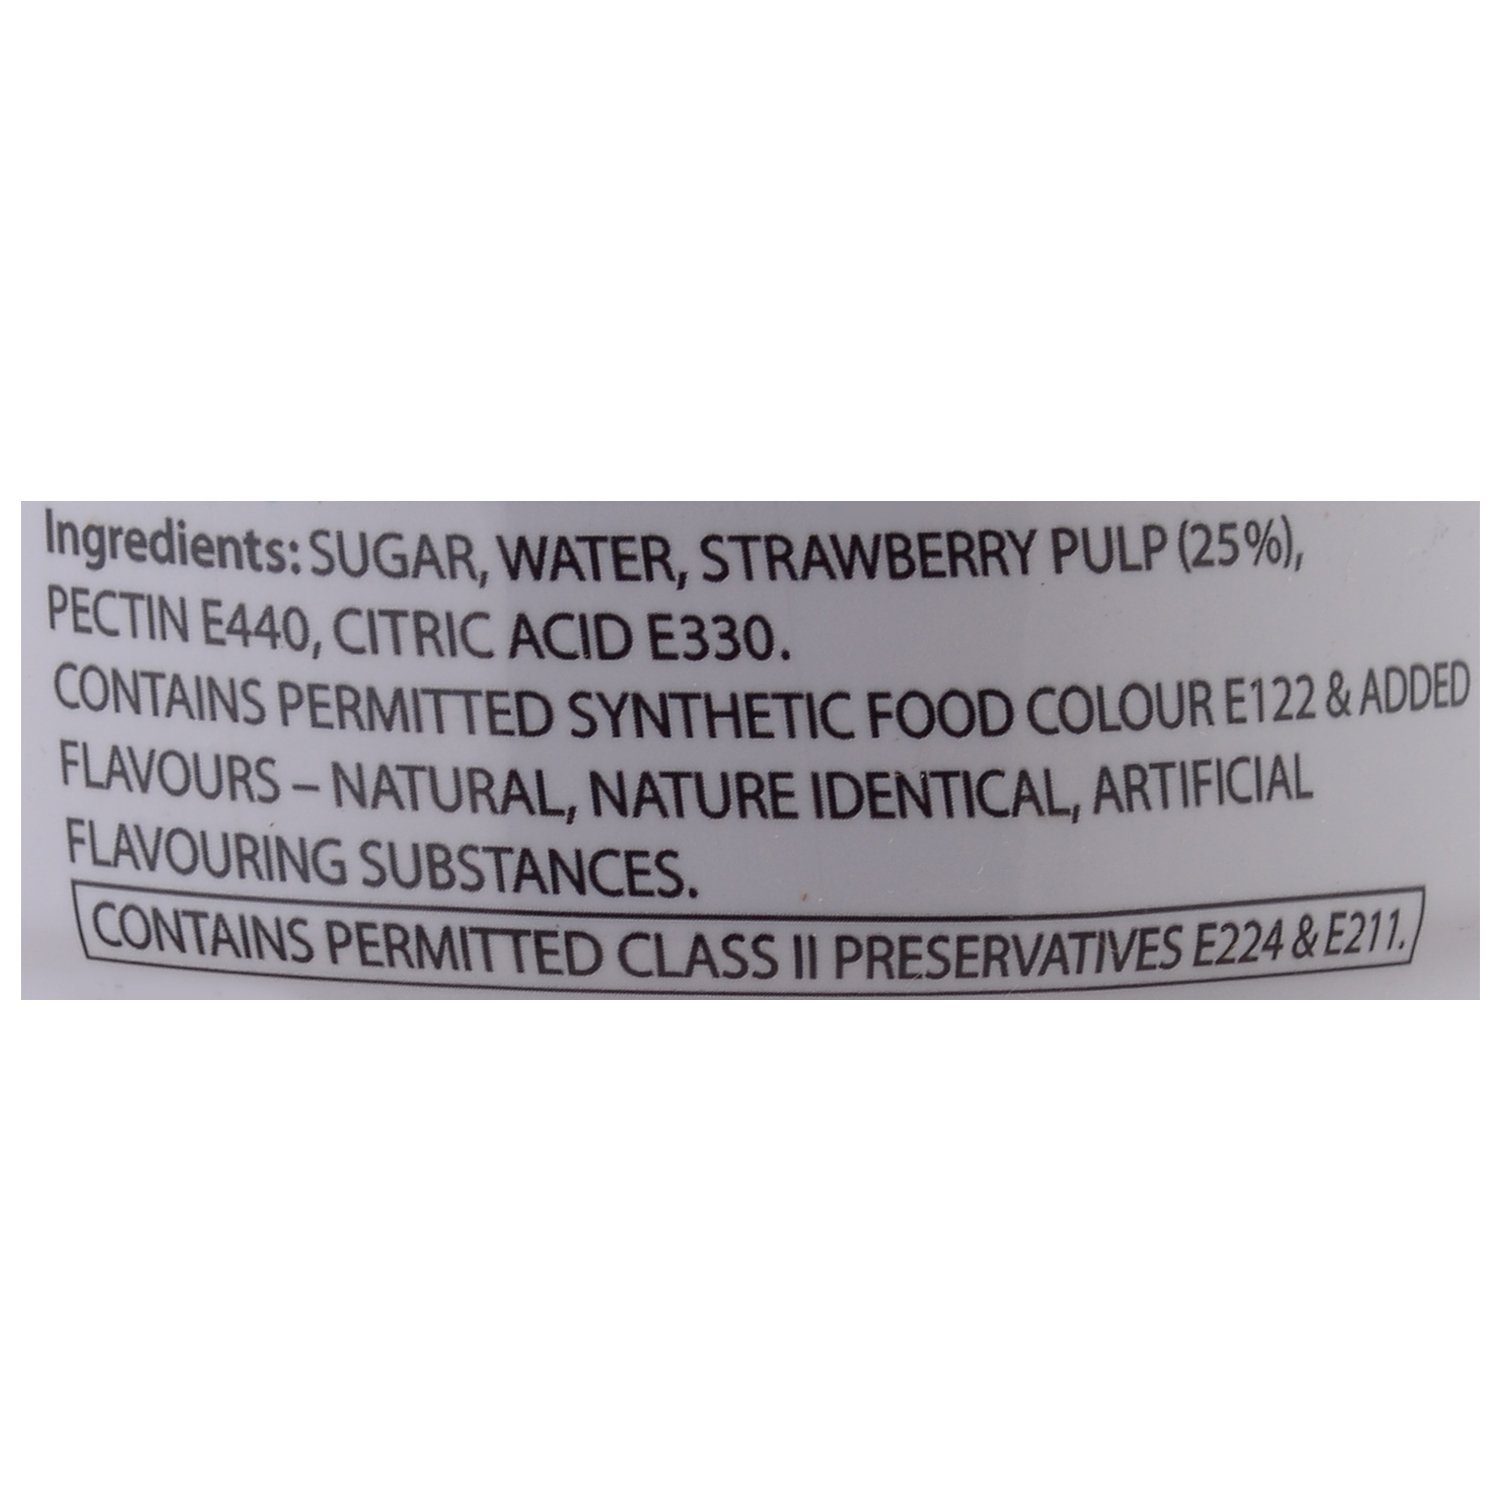 Ingredients: SUGAR, WATER, STRAWBERRY PULP (25%),
PECTIN E440, CITRIC ACID E330.
CONTAINS PERMITTED SYNTHETIC FOOD COLOUR E122 & ADDED
FLAVOURS – NATURAL, NATURE IDENTICAL, ARTIFICIAL
FLAVOURING SUBSTANCES.
CONTAINS PERMITTED CLASS II PRESERVATIVES E224 & E211.